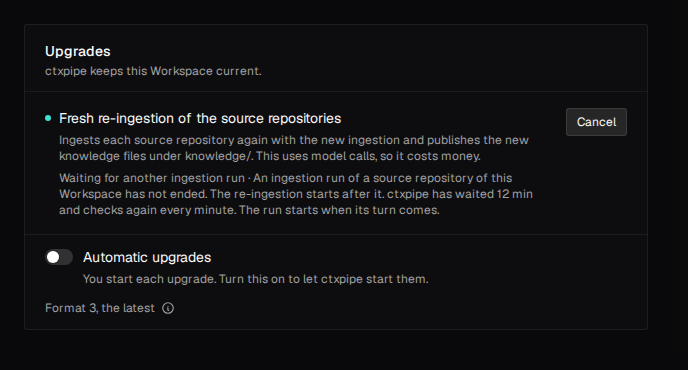 Upgrades
ctxpipe keeps this Workspace current.
Fresh re-ingestion of the source repositories
Cancel
Ingests each source repository again with the new ingestion and publishes the new
knowledge files under knowledge/. This uses model calls, so it costs money.
Waiting for another ingestion run · An ingestion run of a source repository of this
Workspace has not ended. The re-ingestion starts after it. ctxpipe has waited 12 min
and checks again every minute. The run starts when its turn comes.
Automatic upgrades
You start each upgrade. Turn this on to let ctxpipe start them.
Format 3, the latest